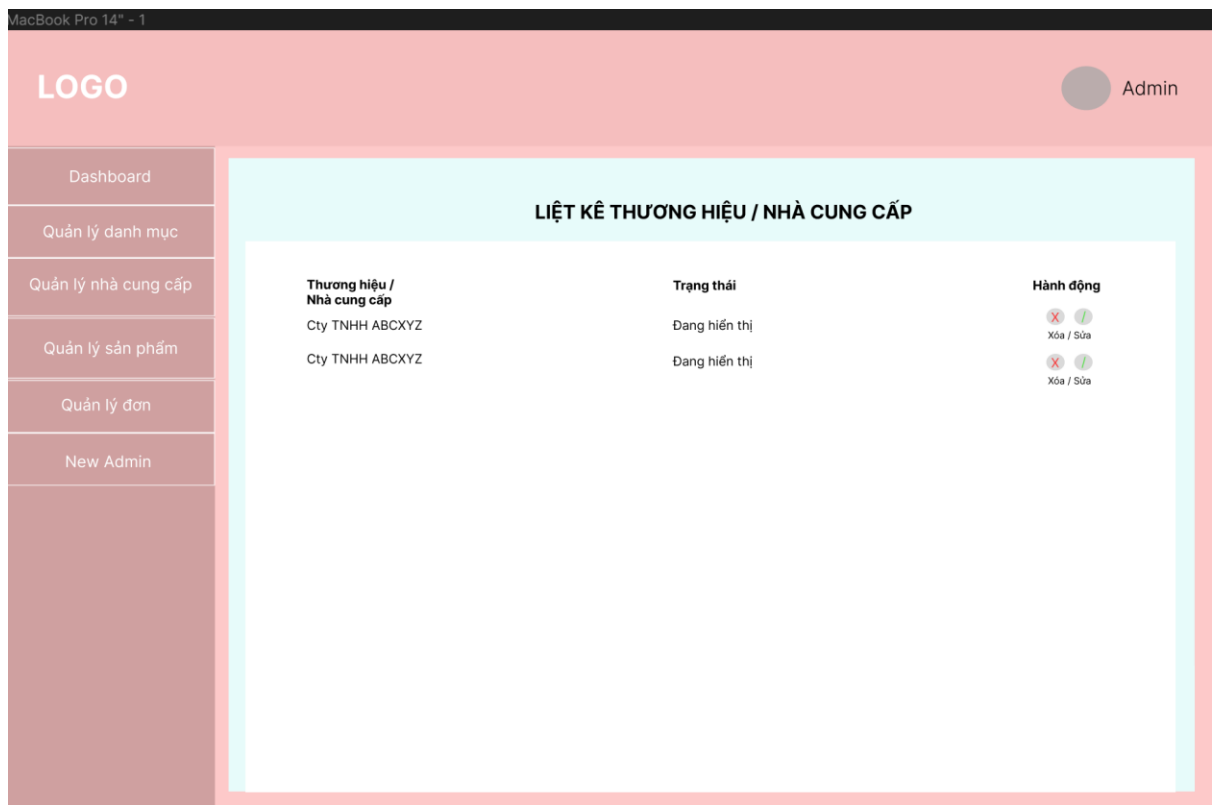 MacBook Pro 14" - 1
LOGO
Admin
Dashboard
Quản lý danh mục
Quản lý nhà cung cấp
Quản lý sản phẩm
Quản lý đơn
New Admin
LIỆT KÊ THƯƠNG HIỆU / NHÀ CUNG CẤP
Thương hiệu /
Nhà cung cấp
Trạng thái
Hành động
Cty TNHH ABCXYZ
Đang hiển thị
X /
Xóa / Sửa
Cty TNHH ABCXYZ
Đang hiển thị
X /
Xóa / Sửa